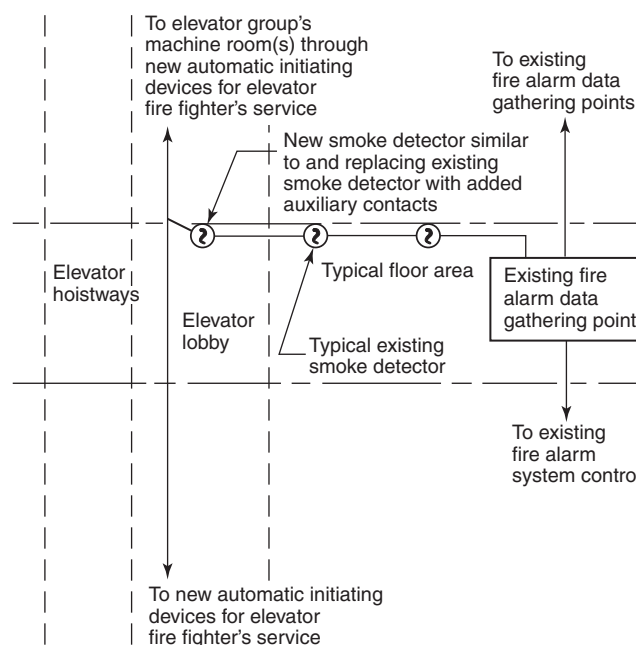 To elevator group's
machine room(s) through
new automatic initiating
devices for elevator
fire fighter's service
To existing
fire alarm data
gathering points
New smoke detector similar
to and replacing existing
smoke detector with added
auxiliary contacts
Elevator
hoistways
Elevator
lobby
Typical floor area
Typical existing
smoke detector
Existing fire
alarm data
gathering point
To existing
fire alarm
system control
To new automatic initiating
devices for elevator
fire fighter's service